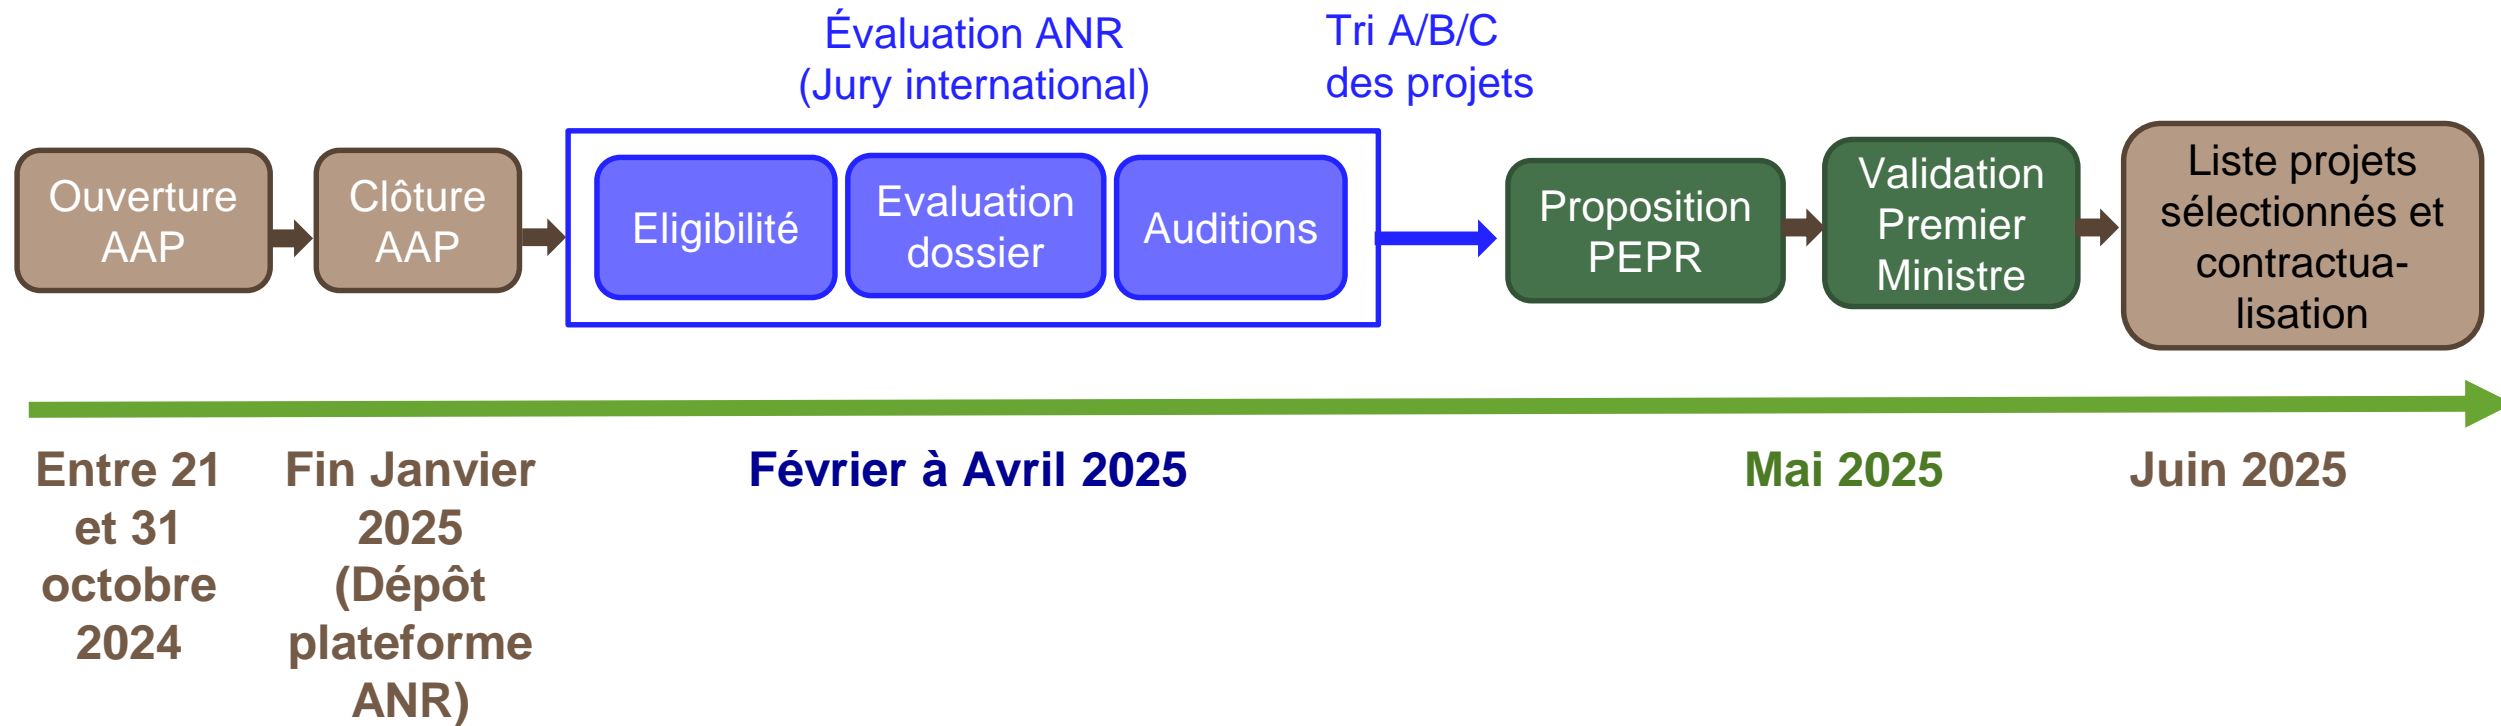 Évaluation ANR
(Jury international)
Tri A/B/C
des projets
Ouverture
AAP
Clôture
AAP
Eligibilité
Evaluation
dossier
Auditions
Proposition
PEPR
Validation
Premier
Ministre
Liste projets
sélectionnés et
contractua-
lisation
Entre 21
et 31
octobre
2024
Fin Janvier
2025
(Dépôt
plateforme
ANR)
Février à Avril 2025
Mai 2025
Juin 2025